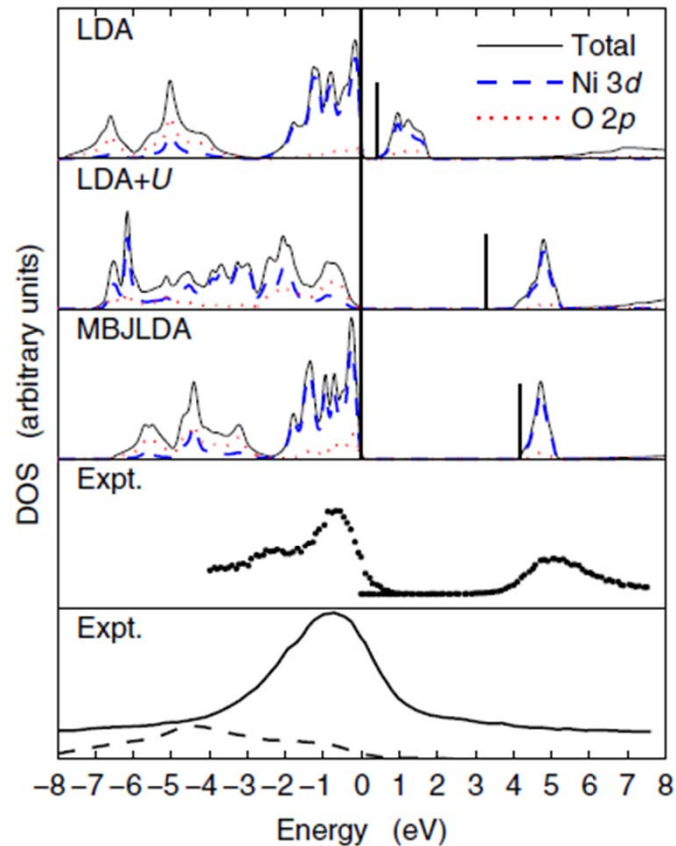 LDA
Total
Ni 3d
O 2p
LDA+U
MBJLDA
Expt.
Expt.
DOS (arbitrary units)
−8 −7 −6 −5 −4 −3 −2 −1 0 1 2 3 4 5 6 7 8
Energy (eV)